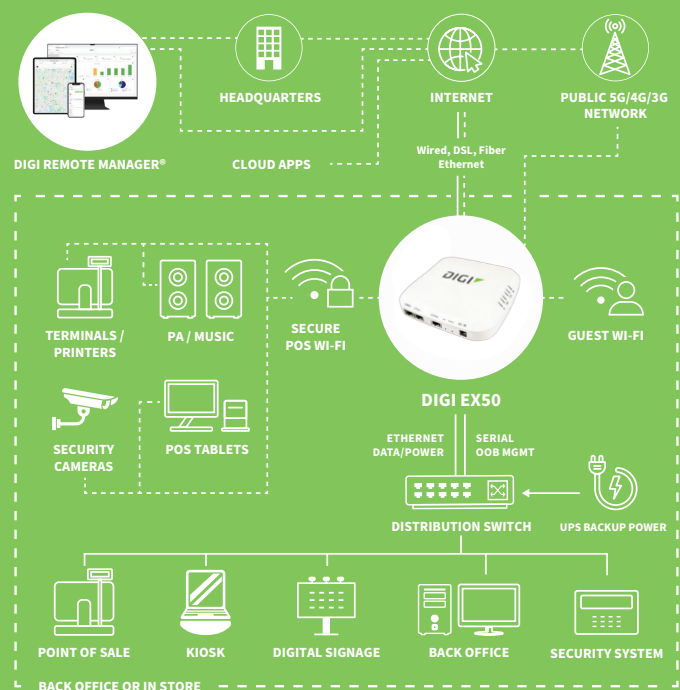 HEADQUARTERS
INTERNET
PUBLIC 5G/4G/3G
NETWORK
DIGI REMOTE MANAGER®
CLOUD APPS
Wired, DSL, Fiber
Ethernet
DIGI
TERMINALS /
PRINTERS
PA / MUSIC
SECURE
POS WI-FI
GUEST WI-FI
DIGI EX50
SECURITY
CAMERAS
POS TABLETS
ETHERNET
DATA/POWER
SERIAL
OOB MGMT
DISTRIBUTION SWITCH
UPS BACKUP POWER
POINT OF SALE
KIOSK
DIGITAL SIGNAGE
BACK OFFICE
SECURITY SYSTEM
BACK OFFICE OR IN STORE